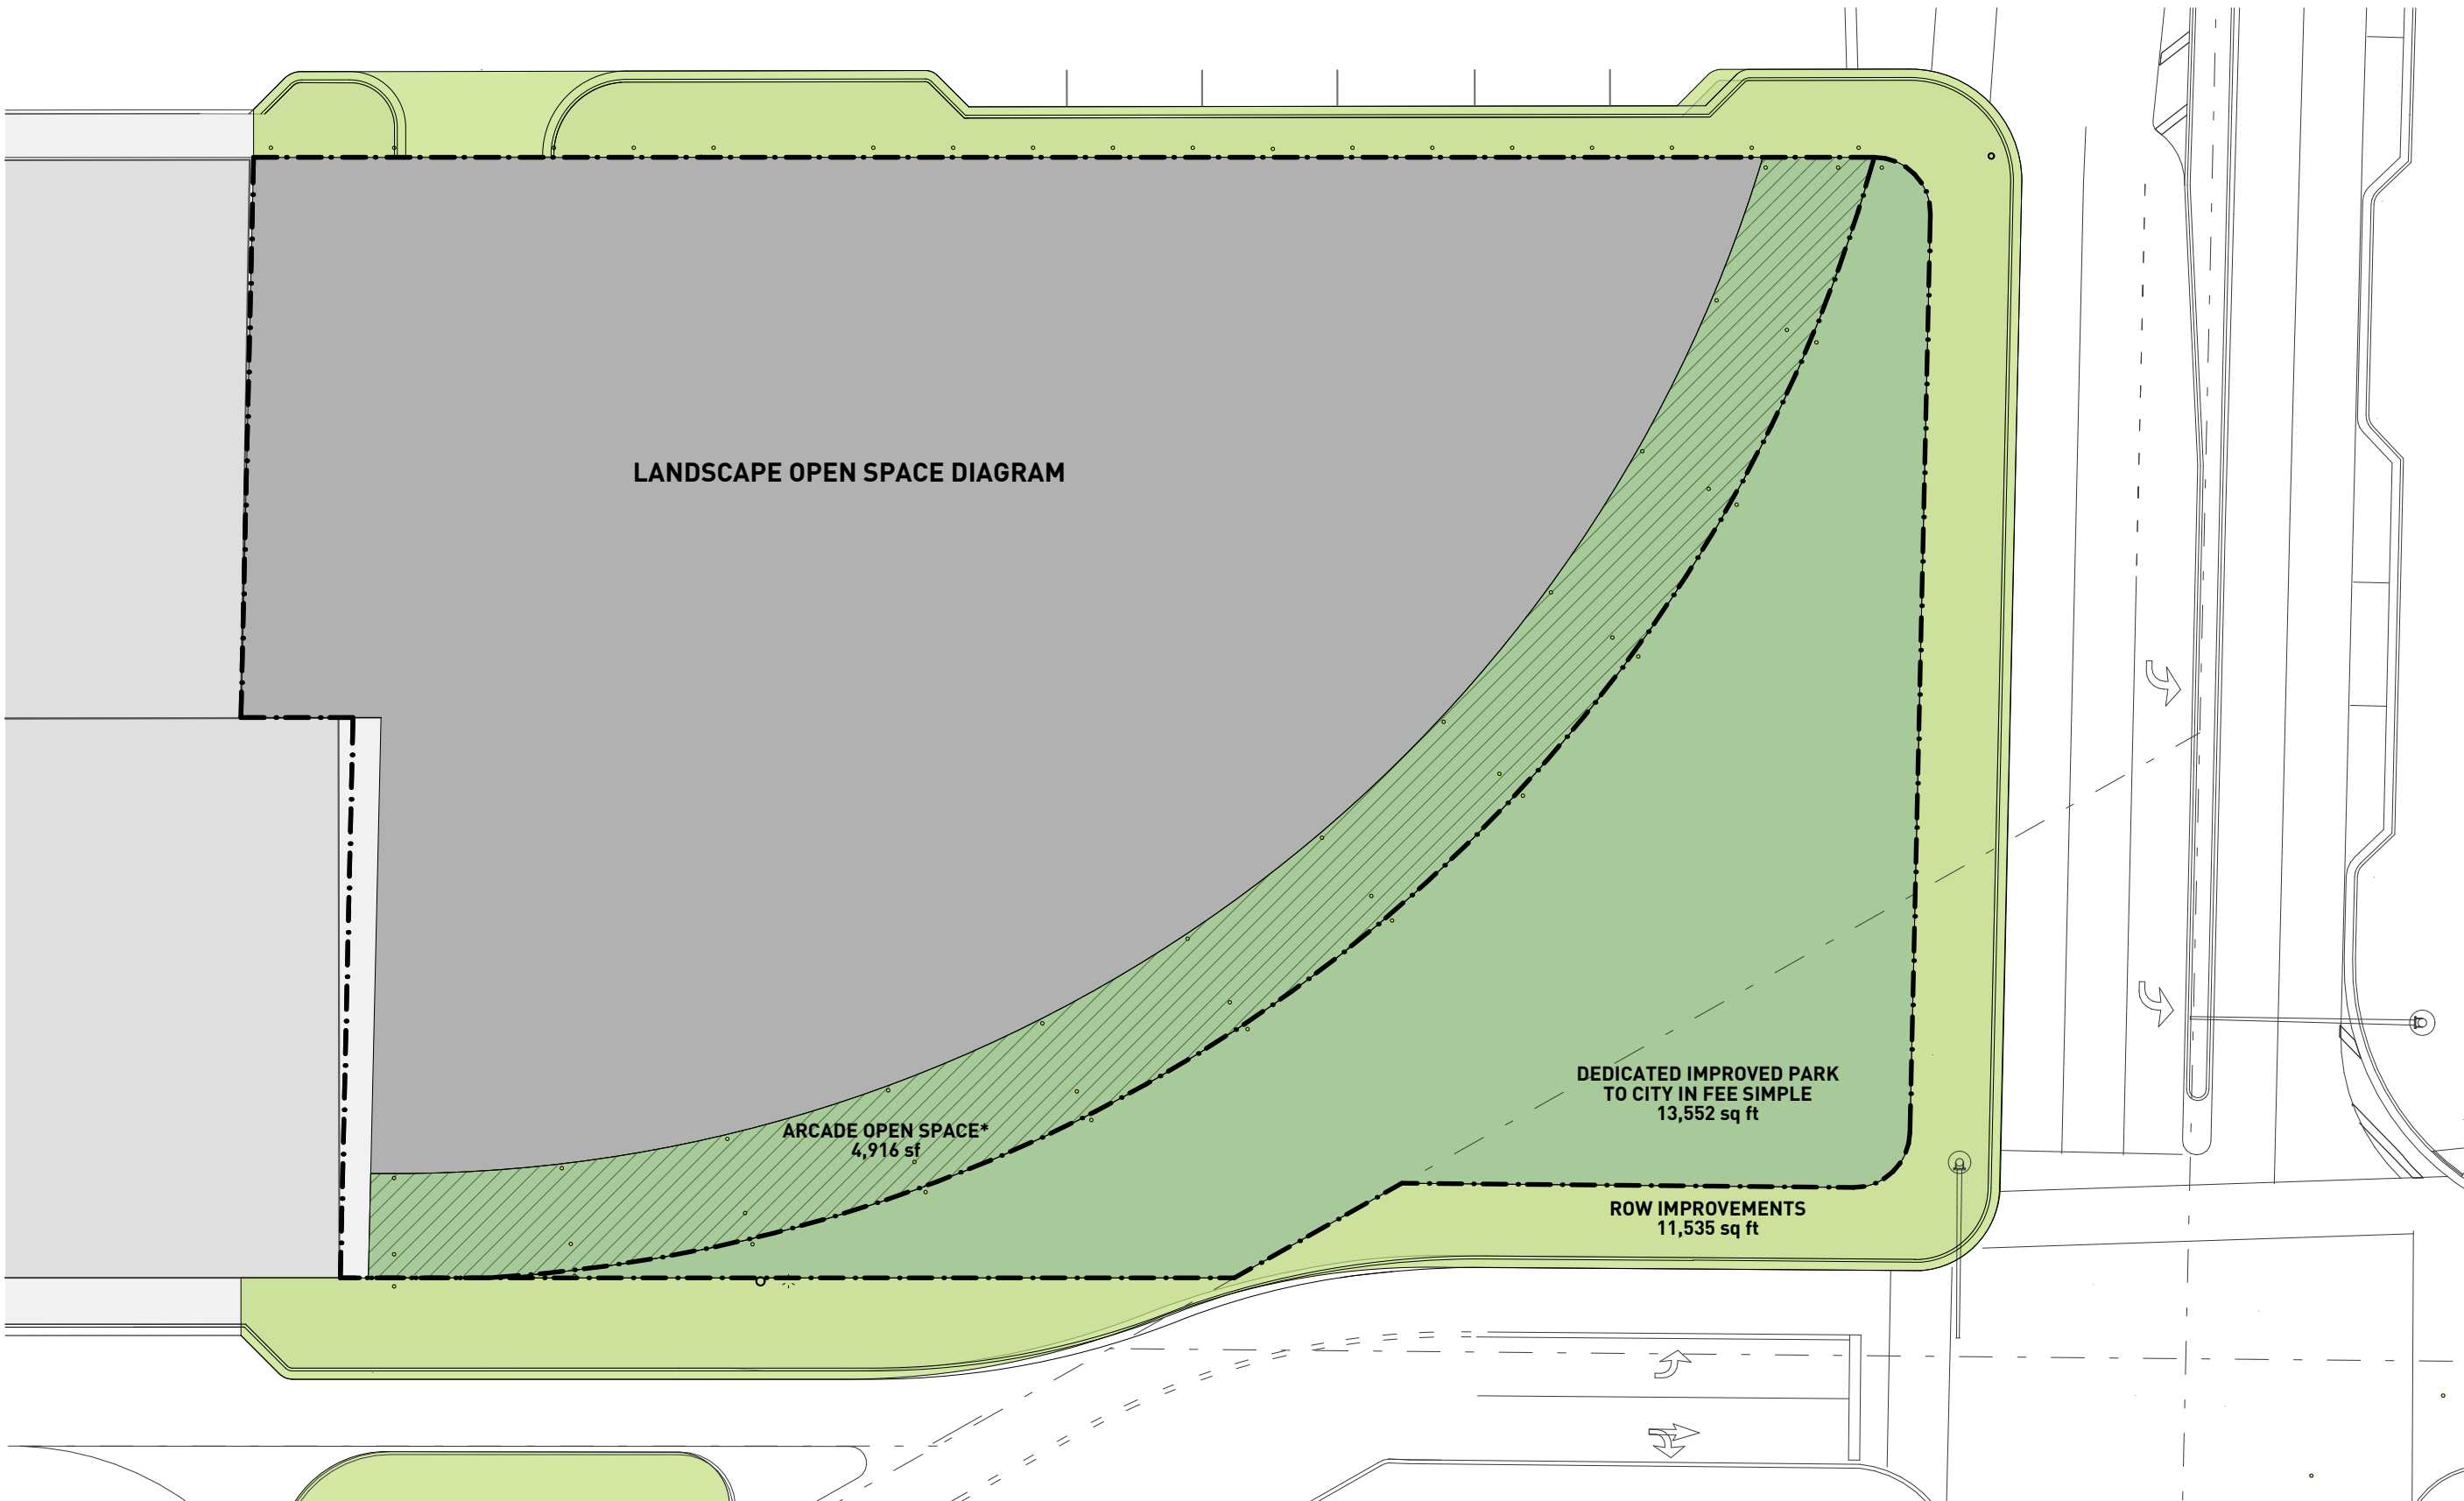 LANDSCAPE OPEN SPACE DIAGRAM
DEDICATED IMPROVED PARK
TO CITY IN FEE SIMPLE
13,552 sq ft
ARCADE OPEN SPACE*
4,916 sf
ROW IMPROVEMENTS
11,535 sq ft